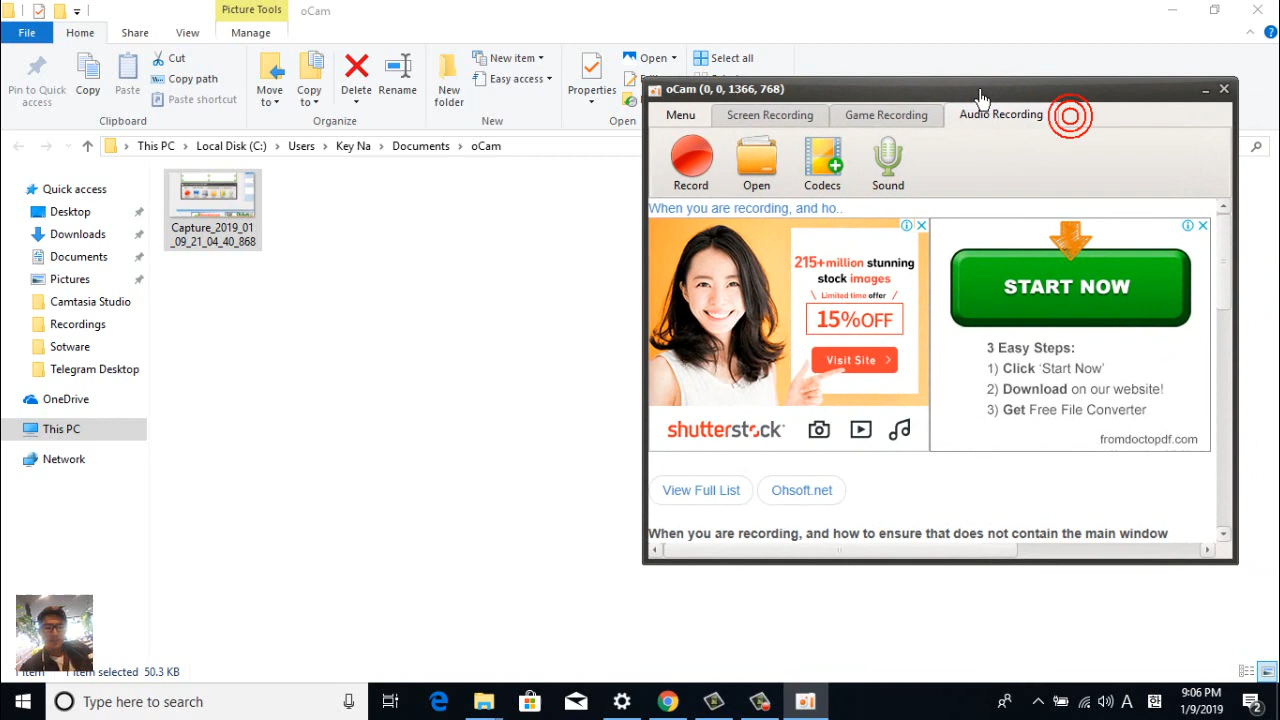 Picture Tools
oCam
File
Home
Share
View
Manage
Pin to Quick
access
Copy
Paste
Cut
Copy path
Paste shortcut
Move
to
Copy
to
Delete
Rename
New
folder
New item
Easy access
Properties
Open
Select all
Organize
New
Open
This PC
Local Disk (C:)
Users
Key Na
Documents
oCam
Quick access
Desktop
Downloads
Documents
Pictures
Camtasia Studio
Recordings
Sotware
Telegram Desktop
OneDrive
This PC
Network
Capture_2019_01
_09_21_04_40_868
oCam (0, 0, 1366, 768)
Menu
Screen Recording
Game Recording
Audio Recording
Record
Open
Codecs
Sound
When you are recording, and ho..
215+million stunning
stock images
Limited time offer
15%OFF
Visit Site
shutterstock
START NOW
3 Easy Steps:
1) Click ‘Start Now’
2) Download on our website!
3) Get Free File Converter
fromdoctopdf.com
View Full List
Ohsoft.net
When you are recording, and how to ensure that does not contain the main window
1 item
1 item selected
50.3 KB
Type here to search
A
9:06 PM
1/9/2019
2